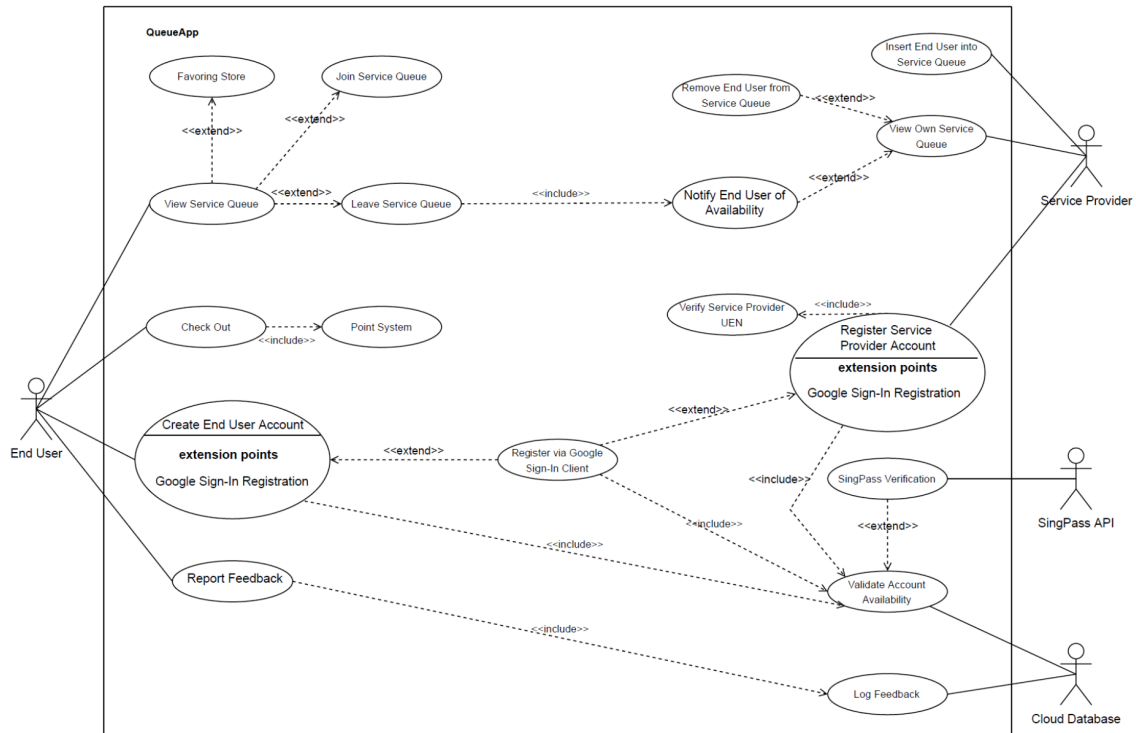 QueueApp
Insert End User into
Service Queue
Favoring Store
Join Service Queue
Remove End User from
Service Queue
<<extend>>
<<extend>>
<<extend>>
View Own Service
Queue
<<extend>>
<<extend>>
<<include>>
View Service Queue
Leave Service Queue
Notify End User of
Availability
Service Provider
Verify Service Provider
UEN
<<include>>
Check Out
<<include>>
Point System
Register Service
Provider Account
extension points
Google Sign-In Registration
<<extend>>
Create End User Account
extension points
Google Sign-In Registration
<<extend>>
Register via Google
Sign-In Client
End User
<<include>>
SingPass Verification
SingPass API
<<include>>
<<extend>>
<<include>>
Report Feedback
Validate Account
Availability
<<include>>
Log Feedback
Cloud Database